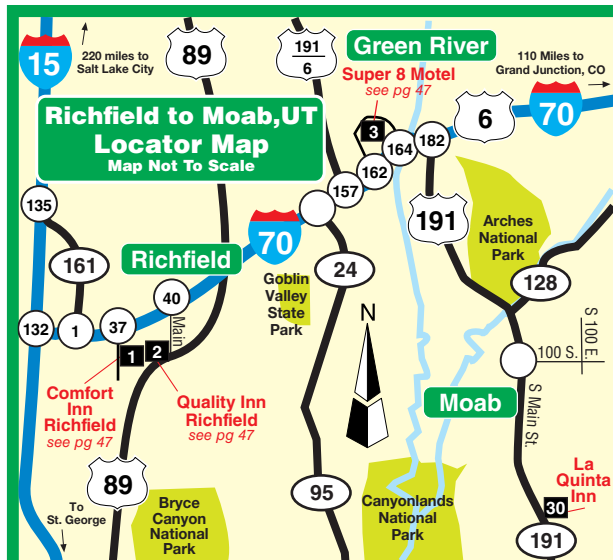 15
220 miles to
Salt Lake City
89
191
6
Green River
Super 8 Motel
see pg 47
3
110 Miles to
Grand Junction, CO
70
6
Richfield to Moab,UT
Locator Map
Map Not To Scale
164
182
162
157
135
191
Arches
National
Park
161
Richfield
70
24
128
40
Goblin
Valley
State
Park
N
132
1
37
Main
1
2
100 S.
S 100 E.
S Main St.
Comfort
Inn
Richfield
see pg 47
Quality Inn
Richfield
see pg 47
Moab
89
95
La
Quinta
Inn
30
To
St. George
Bryce
Canyon
National
Park
Canyonlands
National
Park
191